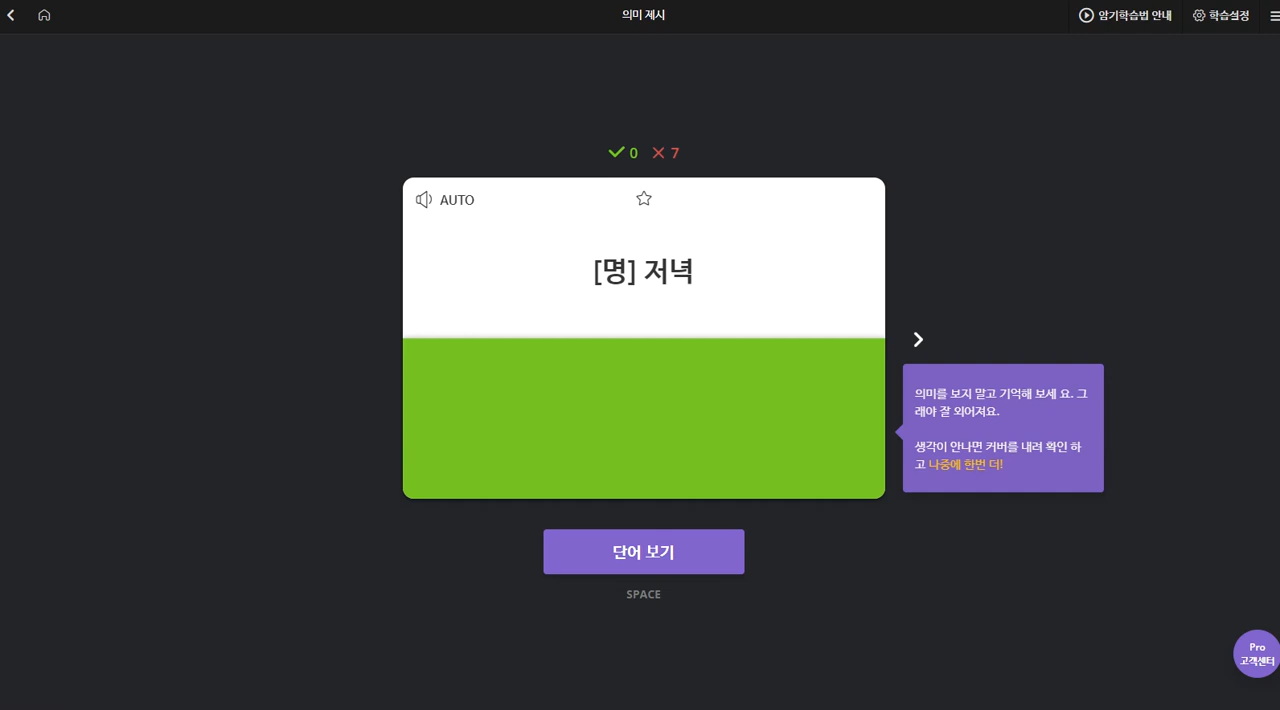 의미 제시
암기학습법 안내
학습설정
0
7
AUTO
[명] 저녁
의미를 보지 말고 기억해 보세 요. 그
래야 잘 외어져요.
생각이 안나면 커버를 내려 확인 하
고 나중에 한번 더!
단어 보기
SPACE
Pro
고객센터